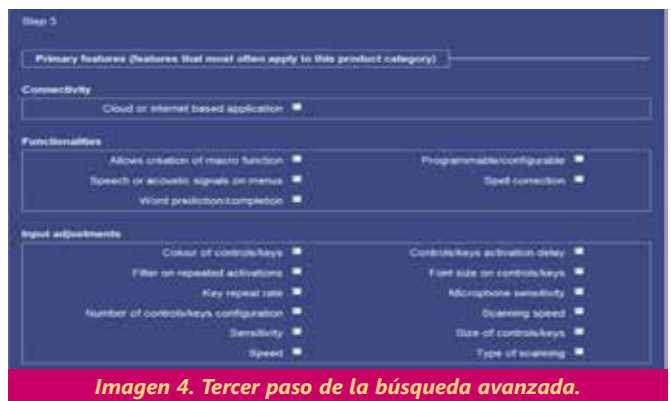 Step 3
Primary features (features that most often apply to this product category)
Connectivity
Cloud or internet based application
Functionalities
Allows creation of macro function Programmable/configurable
Speech or acoustic signals on menus Spell correction
Word prediction/completion
Input adjustments
Colour of controls/keys Controls/keys activation delay
Filter on repeated activations Font size on controls/keys
Key repeat rate Microphone sensitivity
Number of controls/keys configuration Scanning speed
Sensitivity Size of controls/keys
Speed Type of scanning
Imagen 4. Tercer paso de la búsqueda avanzada.